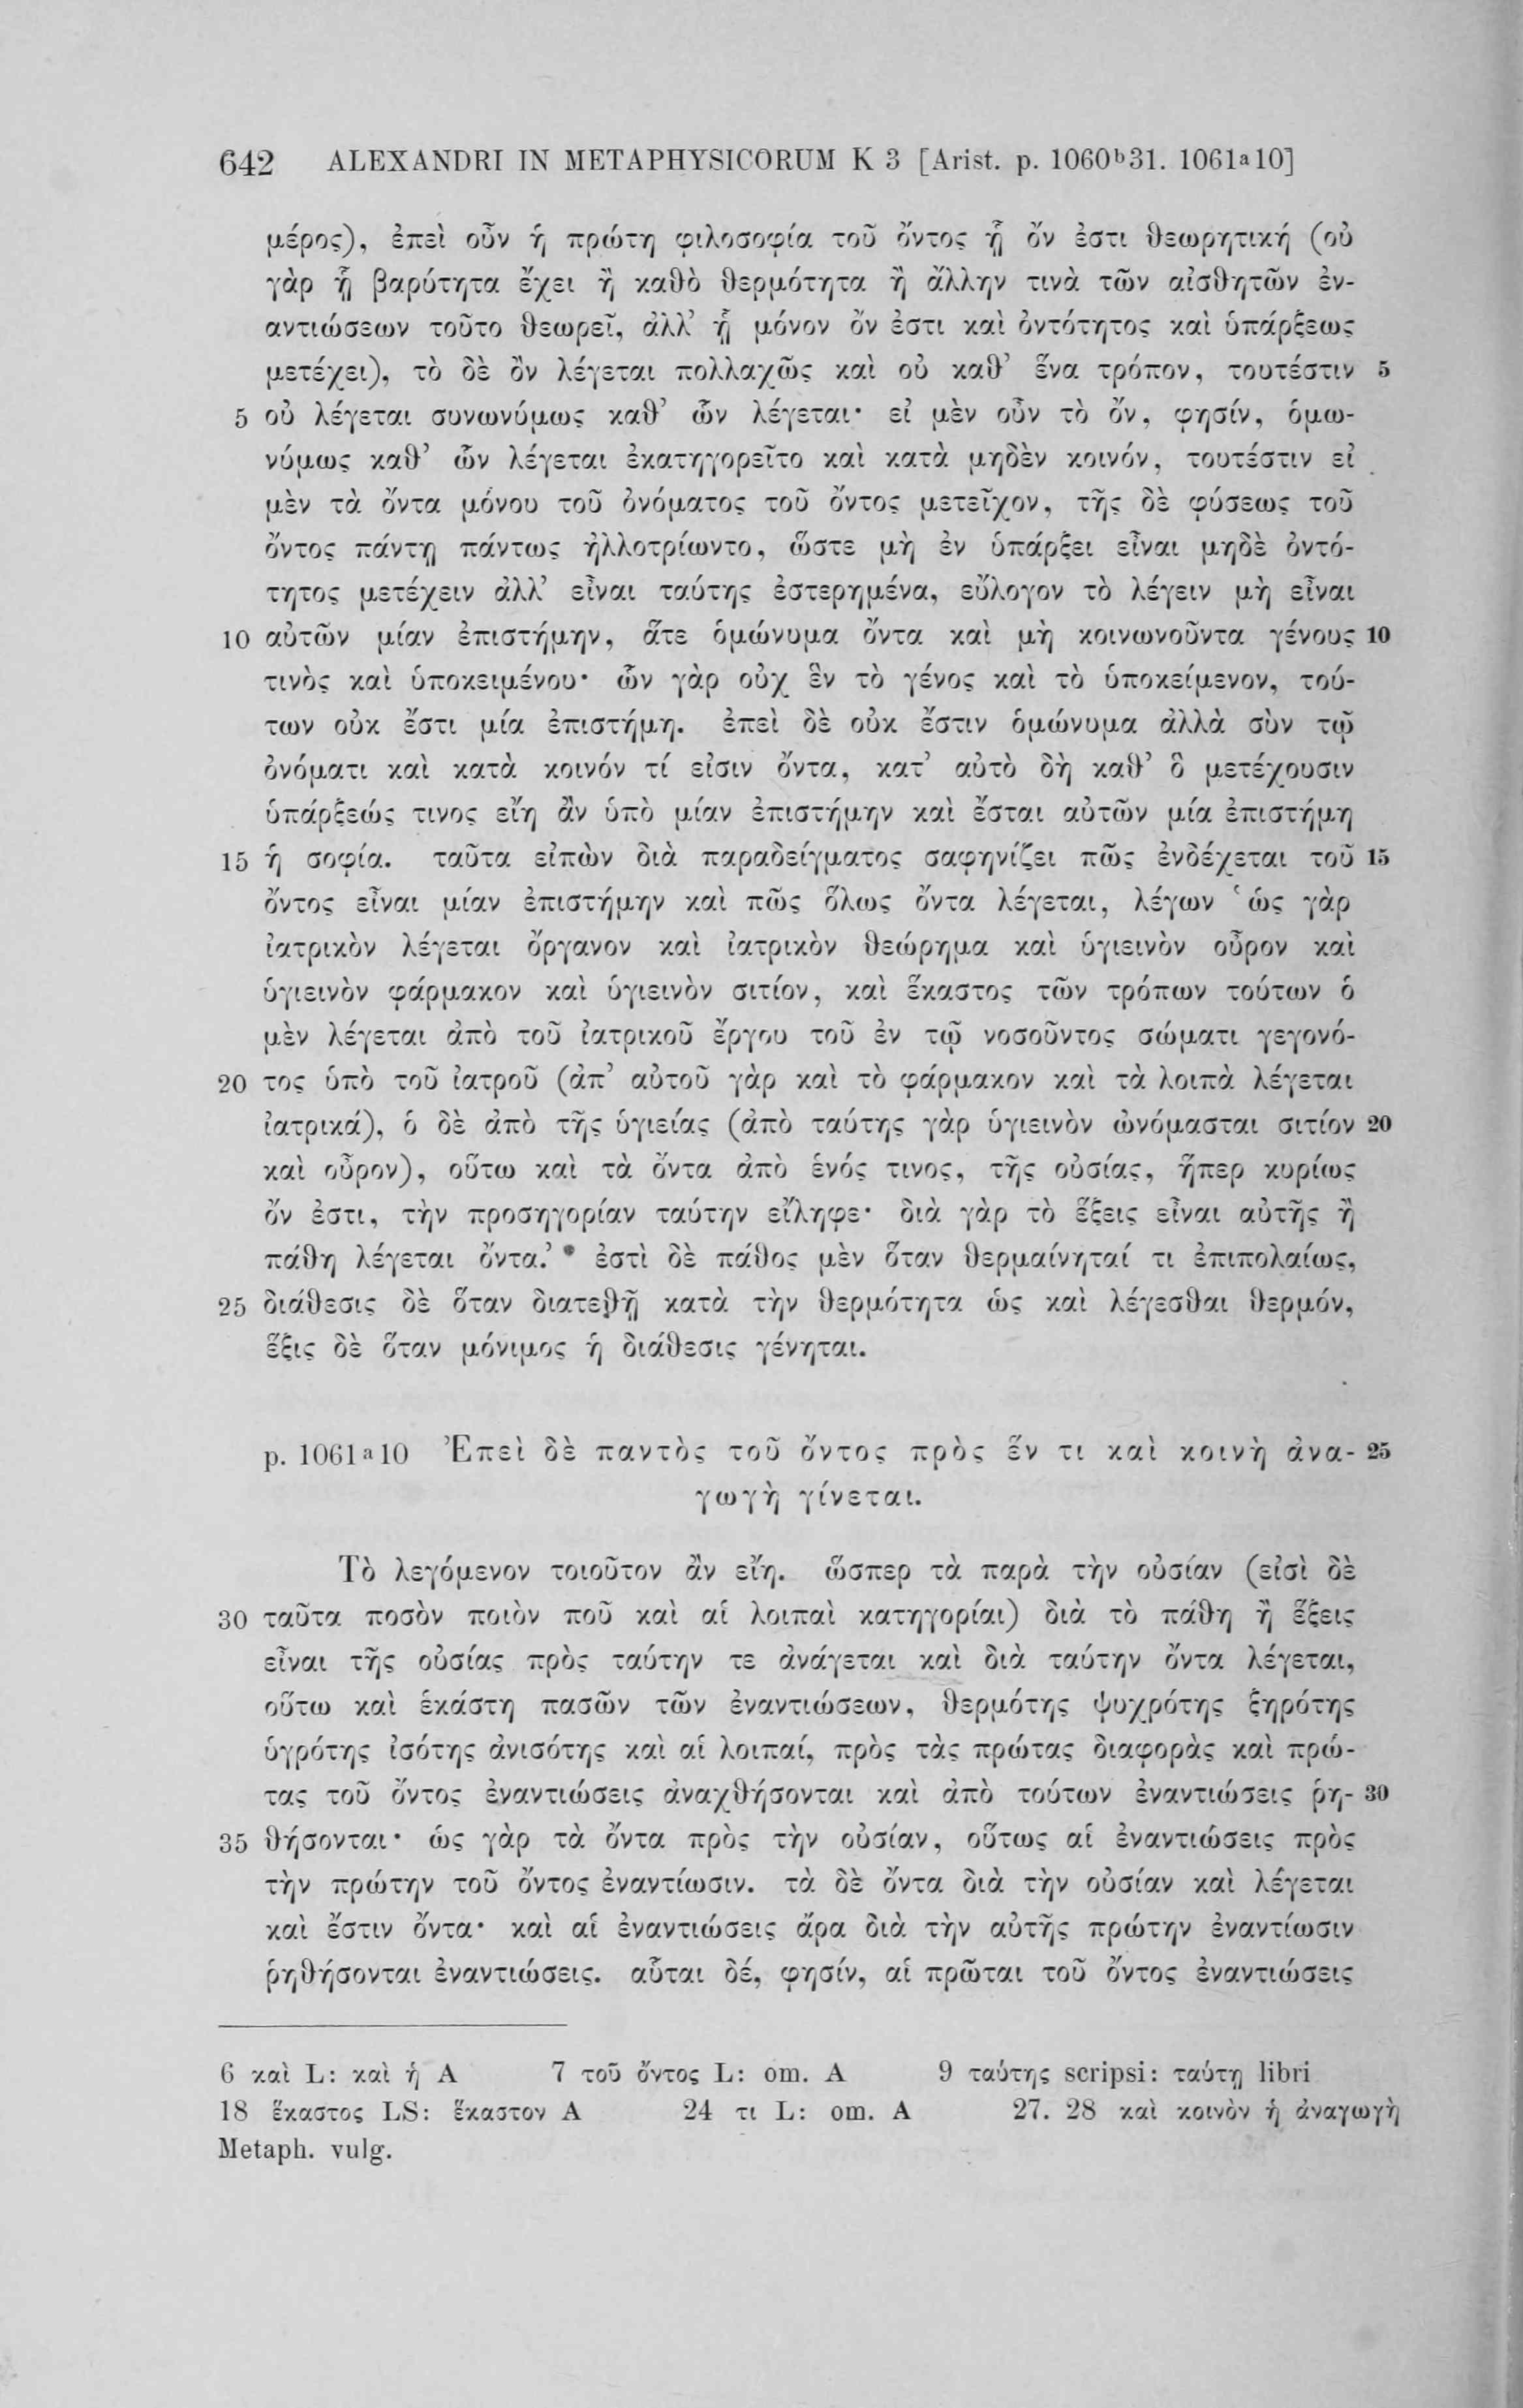 642 ALEXANDRI IN METAPHYSICORUM K 3 [Arist. p. 1060ᵇ31. 1061ᵃ10]
μέρος), ἐπεὶ οὖν ἡ πρώτη φιλοσοφία τοῦ ὄντος ᾗ ὄν ἐστι θεωρητική (οὐ
γὰρ ᾗ βαρύτητα ἔχει ἢ καθὸ θερμότητα ἢ ἄλλην τινὰ τῶν αἰσθητῶν ἐν-
αντιώσεων τοῦτο θεωρεῖ, ἀλλ’ ᾗ μόνον ὄν ἐστι καὶ ὀντότητος καὶ ὑπάρξεως
μετέχει), τὸ δὲ ὂν λέγεται πολλαχῶς καὶ οὐ καθ’ ἕνα τρόπον, τουτέστιν 5
5 οὐ λέγεται συνωνύμως καθ’ ὧν λέγεται· εἰ μὲν οὖν τὸ ὄν, φησίν, ὁμω-
νύμως καθ’ ὧν λέγεται ἐκατηγορεῖτο καὶ κατὰ μηδὲν κοινόν, τουτέστιν εἰ
μὲν τὰ ὄντα μόνου τοῦ ὀνόματος τοῦ ὄντος μετεῖχον, τῆς δὲ φύσεως τοῦ
ὄντος πάντῃ πάντως ἠλλοτρίωντο, ὥστε μὴ ἐν ὑπάρξει εἶναι μηδὲ ὀντό-
τητος μετέχειν ἀλλ’ εἶναι ταύτης ἐστερημένα, εὔλογον τὸ λέγειν μὴ εἶναι
10 αὐτῶν μίαν ἐπιστήμην, ἅτε ὁμώνυμα ὄντα καὶ μὴ κοινωνοῦντα γένους 10
τινὸς καὶ ὑποκειμένου· ὧν γὰρ οὐχ ἓν τὸ γένος καὶ τὸ ὑποκείμενον, τού-
των οὐκ ἔστι μία ἐπιστήμη. ἐπεὶ δὲ οὐκ ἔστιν ὁμώνυμα ἀλλὰ σὺν τῷ
ὀνόματι καὶ κατὰ κοινόν τί εἰσιν ὄντα, κατ’ αὐτὸ δὴ καθ’ ὃ μετέχουσιν
ὑπάρξεώς τινος εἴη ἂν ὑπὸ μίαν ἐπιστήμην καὶ ἔσται αὐτῶν μία ἐπιστήμη
15 ἡ σοφία. ταῦτα εἰπὼν διὰ παραδείγματος σαφηνίζει πῶς ἐνδέχεται τοῦ 15
ὄντος εἶναι μίαν ἐπιστήμην καὶ πῶς ὅλως ὄντα λέγεται, λέγων ‘ὡς γὰρ
ἰατρικὸν λέγεται ὄργανον καὶ ἰατρικὸν θεώρημα καὶ ὑγιεινὸν οὖρον καὶ
ὑγιεινὸν φάρμακον καὶ ὑγιεινὸν σιτίον, καὶ ἕκαστος τῶν τρόπων τούτων ὁ
μὲν λέγεται ἀπὸ τοῦ ἰατρικοῦ ἔργου τοῦ ἐν τῷ νοσοῦντος σώματι γεγονό-
20 τος ὑπὸ τοῦ ἰατροῦ (ἀπ’ αὐτοῦ γὰρ καὶ τὸ φάρμακον καὶ τὰ λοιπὰ λέγεται
ἰατρικά), ὁ δὲ ἀπὸ τῆς ὑγιείας (ἀπὸ ταύτης γὰρ ὑγιεινὸν ὠνόμασται σιτίον 20
καὶ οὖρον), οὕτω καὶ τὰ ὄντα ἀπὸ ἑνός τινος, τῆς οὐσίας, ἥπερ κυρίως
ὄν ἐστι, τὴν προσηγορίαν ταύτην εἴληφε· διὰ γὰρ τὸ ἕξεις εἶναι αὐτῆς ἢ
πάθη λέγεται ὄντα.’ ἐστὶ δὲ πάθος μὲν ὅταν θερμαίνηταί τι ἐπιπολαίως,
25 διάθεσις δὲ ὅταν διατεθῇ κατὰ τὴν θερμότητα ὡς καὶ λέγεσθαι θερμόν,
ἕξις δὲ ὅταν μόνιμος ἡ διάθεσις γένηται.
p. 1061ᵃ10 Ἐπεὶ δὲ παντὸς τοῦ ὄντος πρὸς ἕν τι καὶ κοινὴ ἀνα- 25
γωγὴ γίνεται.
Τὸ λεγόμενον τοιοῦτον ἂν εἴη. ὥσπερ τὰ παρὰ τὴν οὐσίαν (εἰσὶ δὲ
30 ταῦτα ποσὸν ποιὸν ποῦ καὶ αἱ λοιπαὶ κατηγορίαι) διὰ τὸ πάθη ἢ ἕξεις
εἶναι τῆς οὐσίας πρὸς ταύτην τε ἀνάγεται καὶ διὰ ταύτην ὄντα λέγεται,
οὕτω καὶ ἑκάστη πασῶν τῶν ἐναντιώσεων, θερμότης ψυχρότης ξηρότης
ὑγρότης ἰσότης ἀνισότης καὶ αἱ λοιπαί, πρὸς τὰς πρώτας διαφορὰς καὶ πρώ-
τας τοῦ ὄντος ἐναντιώσεις ἀναχθήσονται καὶ ἀπὸ τούτων ἐναντιώσεις ῥη- 30
35 θήσονται· ὡς γὰρ τὰ ὄντα πρὸς τὴν οὐσίαν, οὕτως αἱ ἐναντιώσεις πρὸς
τὴν πρώτην τοῦ ὄντος ἐναντίωσιν. τὰ δὲ ὄντα διὰ τὴν οὐσίαν καὶ λέγεται
καὶ ἔστιν ὄντα· καὶ αἱ ἐναντιώσεις ἄρα διὰ τὴν αὐτῆς πρώτην ἐναντίωσιν
ῥηθήσονται ἐναντιώσεις. αὗται δέ, φησίν, αἱ πρῶται τοῦ ὄντος ἐναντιώσεις
6 καὶ L: καὶ ἡ A 7 τοῦ ὄντος L: om. A 9 ταύτης scripsi: ταύτῃ libri
18 ἕκαστος LS: ἕκαστον A 24 τι L: om. A 27. 28 καὶ κοινὸν ἡ ἀναγωγὴ
Metaph. vulg.